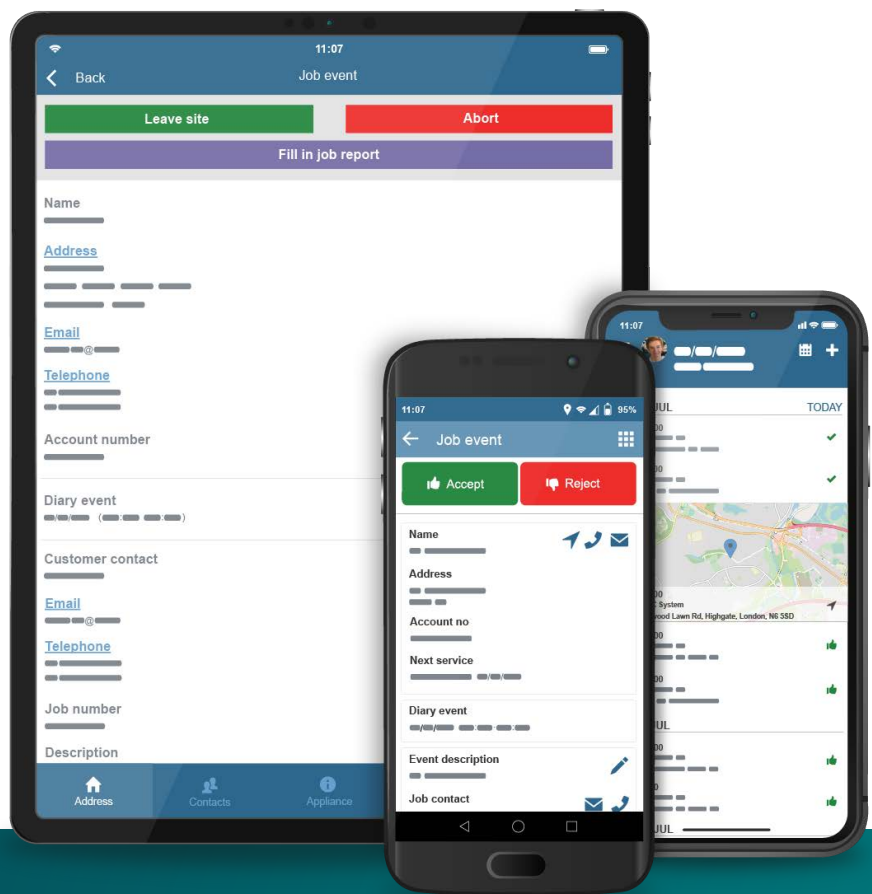 11:07
Back
Job event
Leave site
Abort
Fill in job report
Name
Address
Email
@
Telephone
Account number
Diary event
Customer contact
Email
@
Telephone
Job number
Description
Address
Contacts
Appliance
11:07
95%
Job event
Accept
Reject
Name
Address
Account no
Next service
Diary event
Event description
Job contact
11:07
JUL
TODAY
System
wood Lawn Rd, Highgate, London, N6 5SD
JUL
JUL